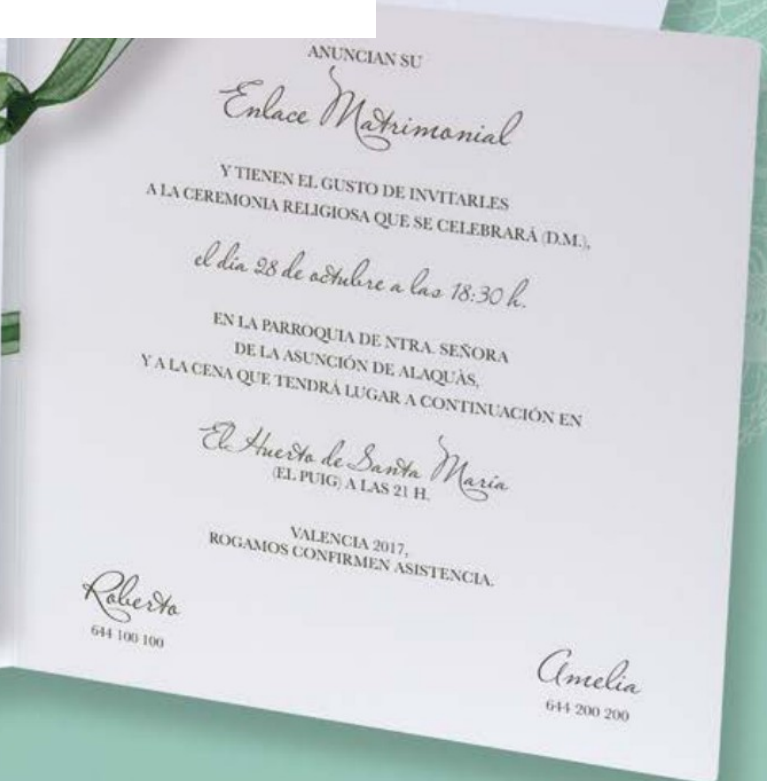 ANUNCIAN SU
Enlace Matrimonial
Y TIENEN EL GUSTO DE INVITARLES
A LA CEREMONIA RELIGIOSA QUE SE CELEBRARÁ (D.M.),
el día 28 de octubre a las 18:30 h.
EN LA PARROQUIA DE NTRA. SEÑORA
DE LA ASUNCIÓN DE ALAQUÀS,
Y A LA CENA QUE TENDRÁ LUGAR A CONTINUACIÓN EN
El Huerto de Santa María
(EL PUIG) A LAS 21 H.
VALENCIA 2017,
ROGAMOS CONFIRMEN ASISTENCIA.
Roberto
644 100 100
Amelia
644 200 200